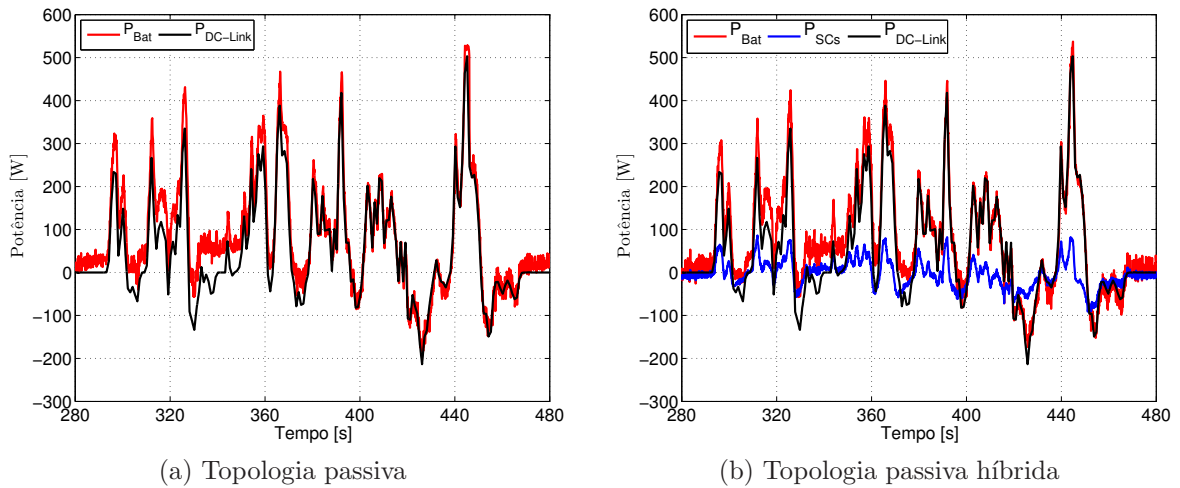 600
500
400
300
200
100
0
−100
−200
−300
Potência [W]
P_Bat P_DC−Link
280 320 360 400 440 480
Tempo [s]
(a) Topologia passiva
600
500
400
300
200
100
0
−100
−200
−300
Potência [W]
P_Bat P_SCs P_DC−Link
280 320 360 400 440 480
Tempo [s]
(b) Topologia passiva híbrida